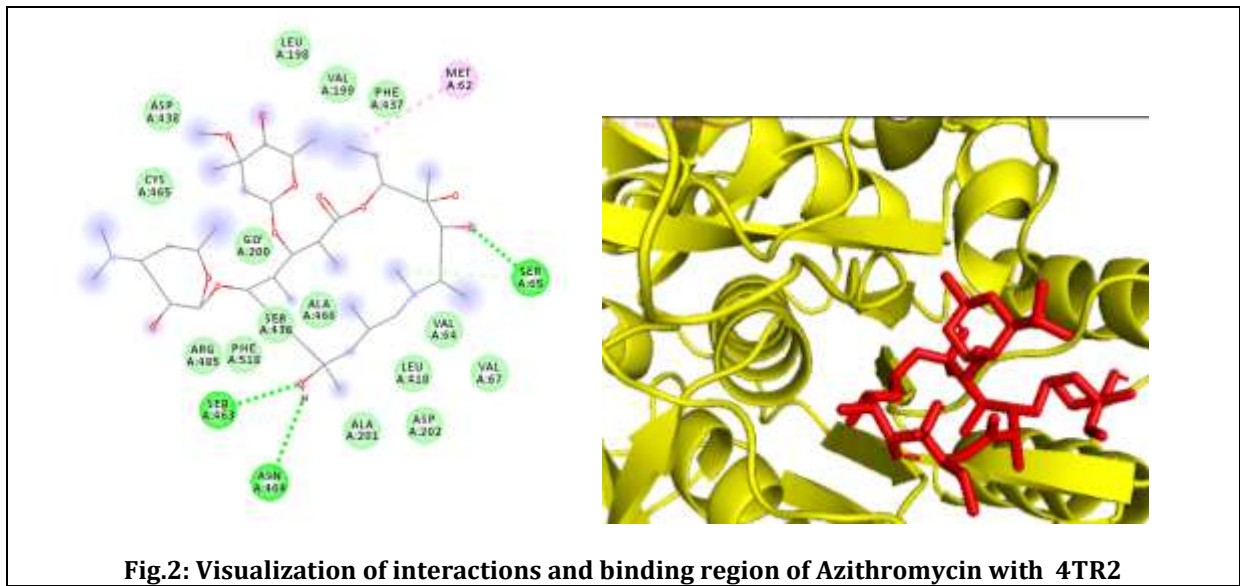 LEU
A:198
VAL
A:199
PHE
A:437
MET
A:62
ASP
A:438
CYS
A:465
GLY
A:200
SER
A:65
SER
A:436
ALA
A:466
VAL
A:64
ARG
A:485
PHE
A:518
LEU
A:418
VAL
A:67
SER
A:463
ALA
A:201
ASP
A:202
ASN
A:464
Fig.2: Visualization of interactions and binding region of Azithromycin with 4TR2